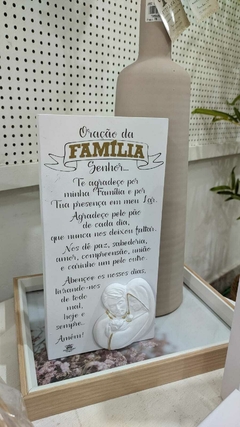 Oração da
FAMÍLIA
Senhor...
Te agradeço por
minha Família e por
Tua presença em meu Lar.
Agradeço pelo pão
de cada dia,
que nunca nos deixou faltar.
Nos dê paz, sabedoria,
amor, compreensão, união
e carinho um pelo outro.
Abençoe os nossos dias,
livrando-nos
de todo
mal,
hoje e
sempre.
Amém!